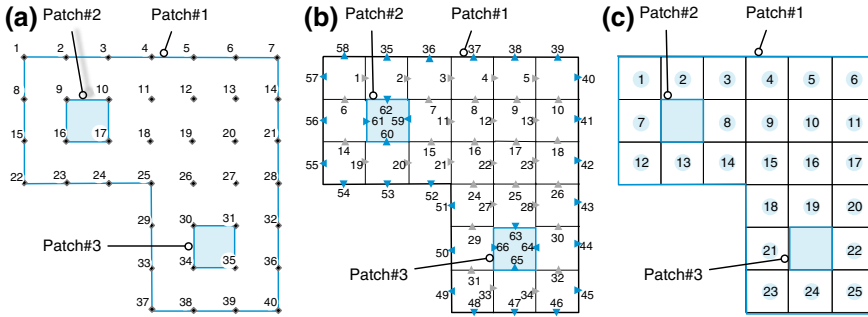 (a) Patch#2 Patch#1
1 2 3 4 5 6 7
8 9 10 11 12 13 14
15 16 17 18 19 20 21
22 23 24 25 26 27 28
29 30 31 32
Patch#3
33 34 35 36
37 38 39 40
(b) Patch#2 Patch#1
58 35 36 37 38 39
57 1 2 3 4 5 40
6 62 7 8 9 10
56 61 59 11 12 13 41
60
14 15 16 17 18
55 19 20 21 22 23 42
54 53 52
51 24 25 26 43
27 28
29 63 30
50 66 64 44
65
Patch#3
31 32
49 33 34 45
48 47 46
(c) Patch#1
Patch#2
1 2 3 4 5 6
7 8 9 10 11
12 13 14 15 16 17
18 19 20
21 22
Patch#3
23 24 25